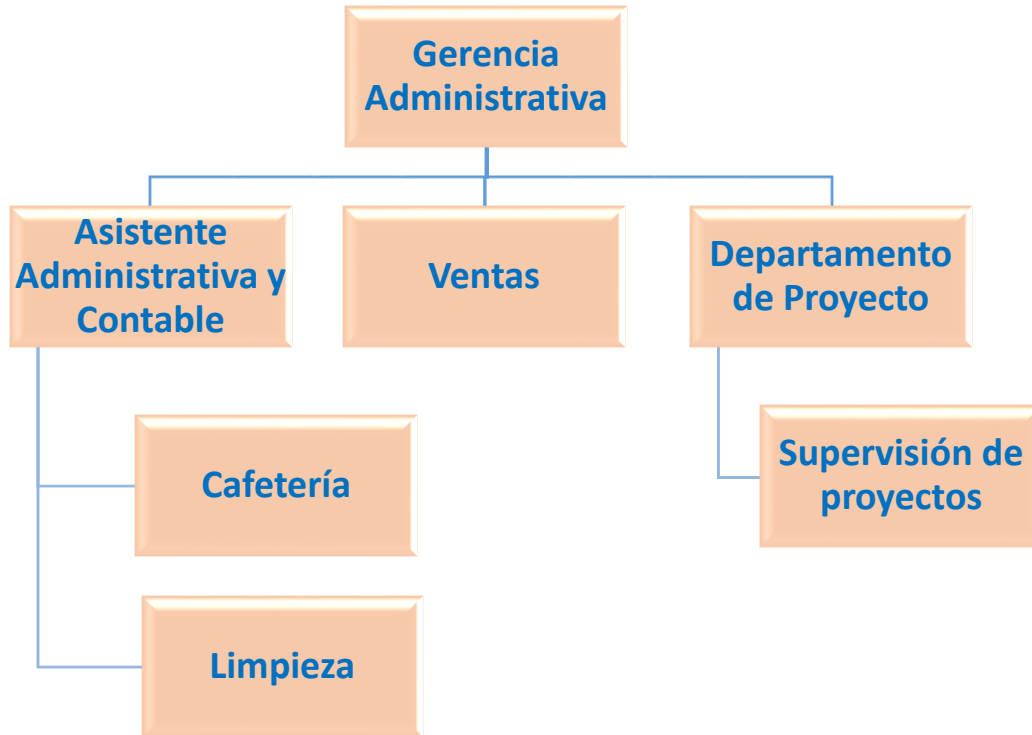 Gerencia
Administrativa
Asistente
Administrativa y
Contable
Ventas
Departamento
de Proyecto
Cafetería
Supervisión de
proyectos
Limpieza